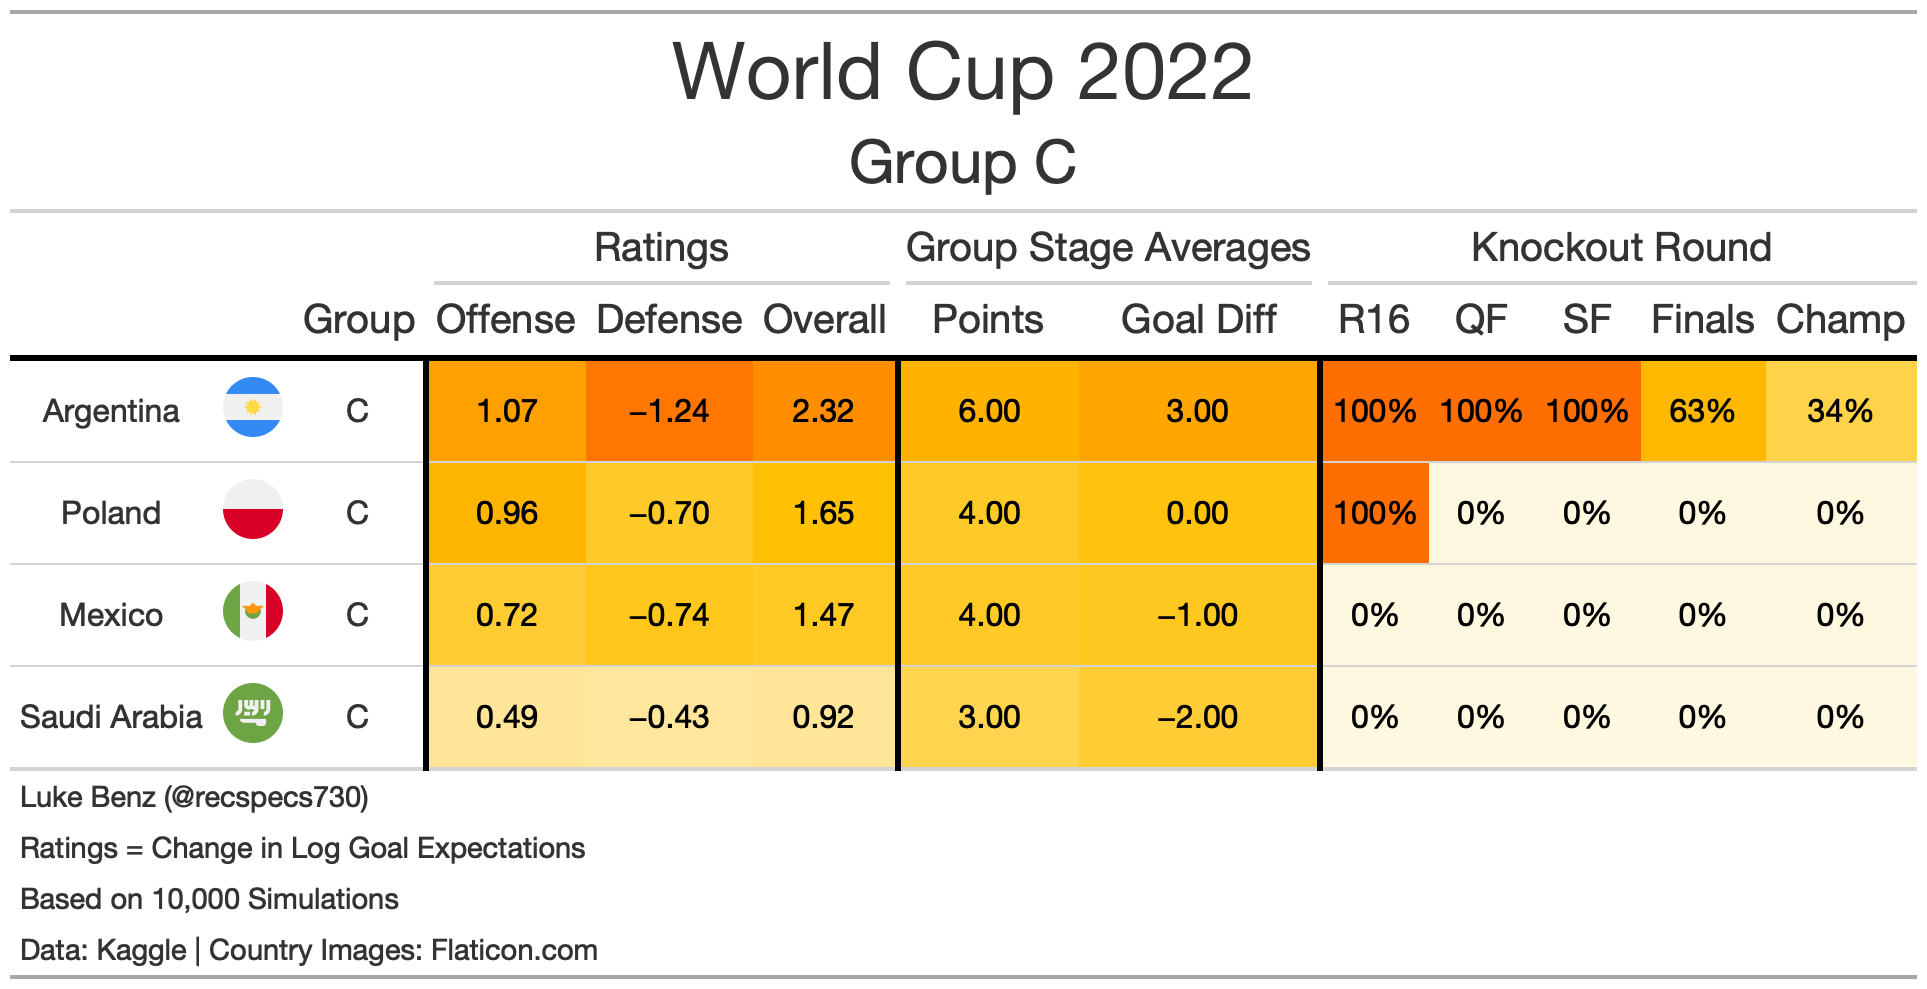 World Cup 2022
Group C
Ratings Group Stage Averages Knockout Round
Group Offense Defense Overall Points Goal Diff R16 QF SF Finals Champ
Argentina C 1.07 −1.24 2.32 6.00 3.00 100% 100% 100% 63% 34%
Poland C 0.96 −0.70 1.65 4.00 0.00 100% 0% 0% 0% 0%
Mexico C 0.72 −0.74 1.47 4.00 −1.00 0% 0% 0% 0% 0%
Saudi Arabia C 0.49 −0.43 0.92 3.00 −2.00 0% 0% 0% 0% 0%
Luke Benz (@recspecs730)
Ratings = Change in Log Goal Expectations
Based on 10,000 Simulations
Data: Kaggle | Country Images: Flaticon.com